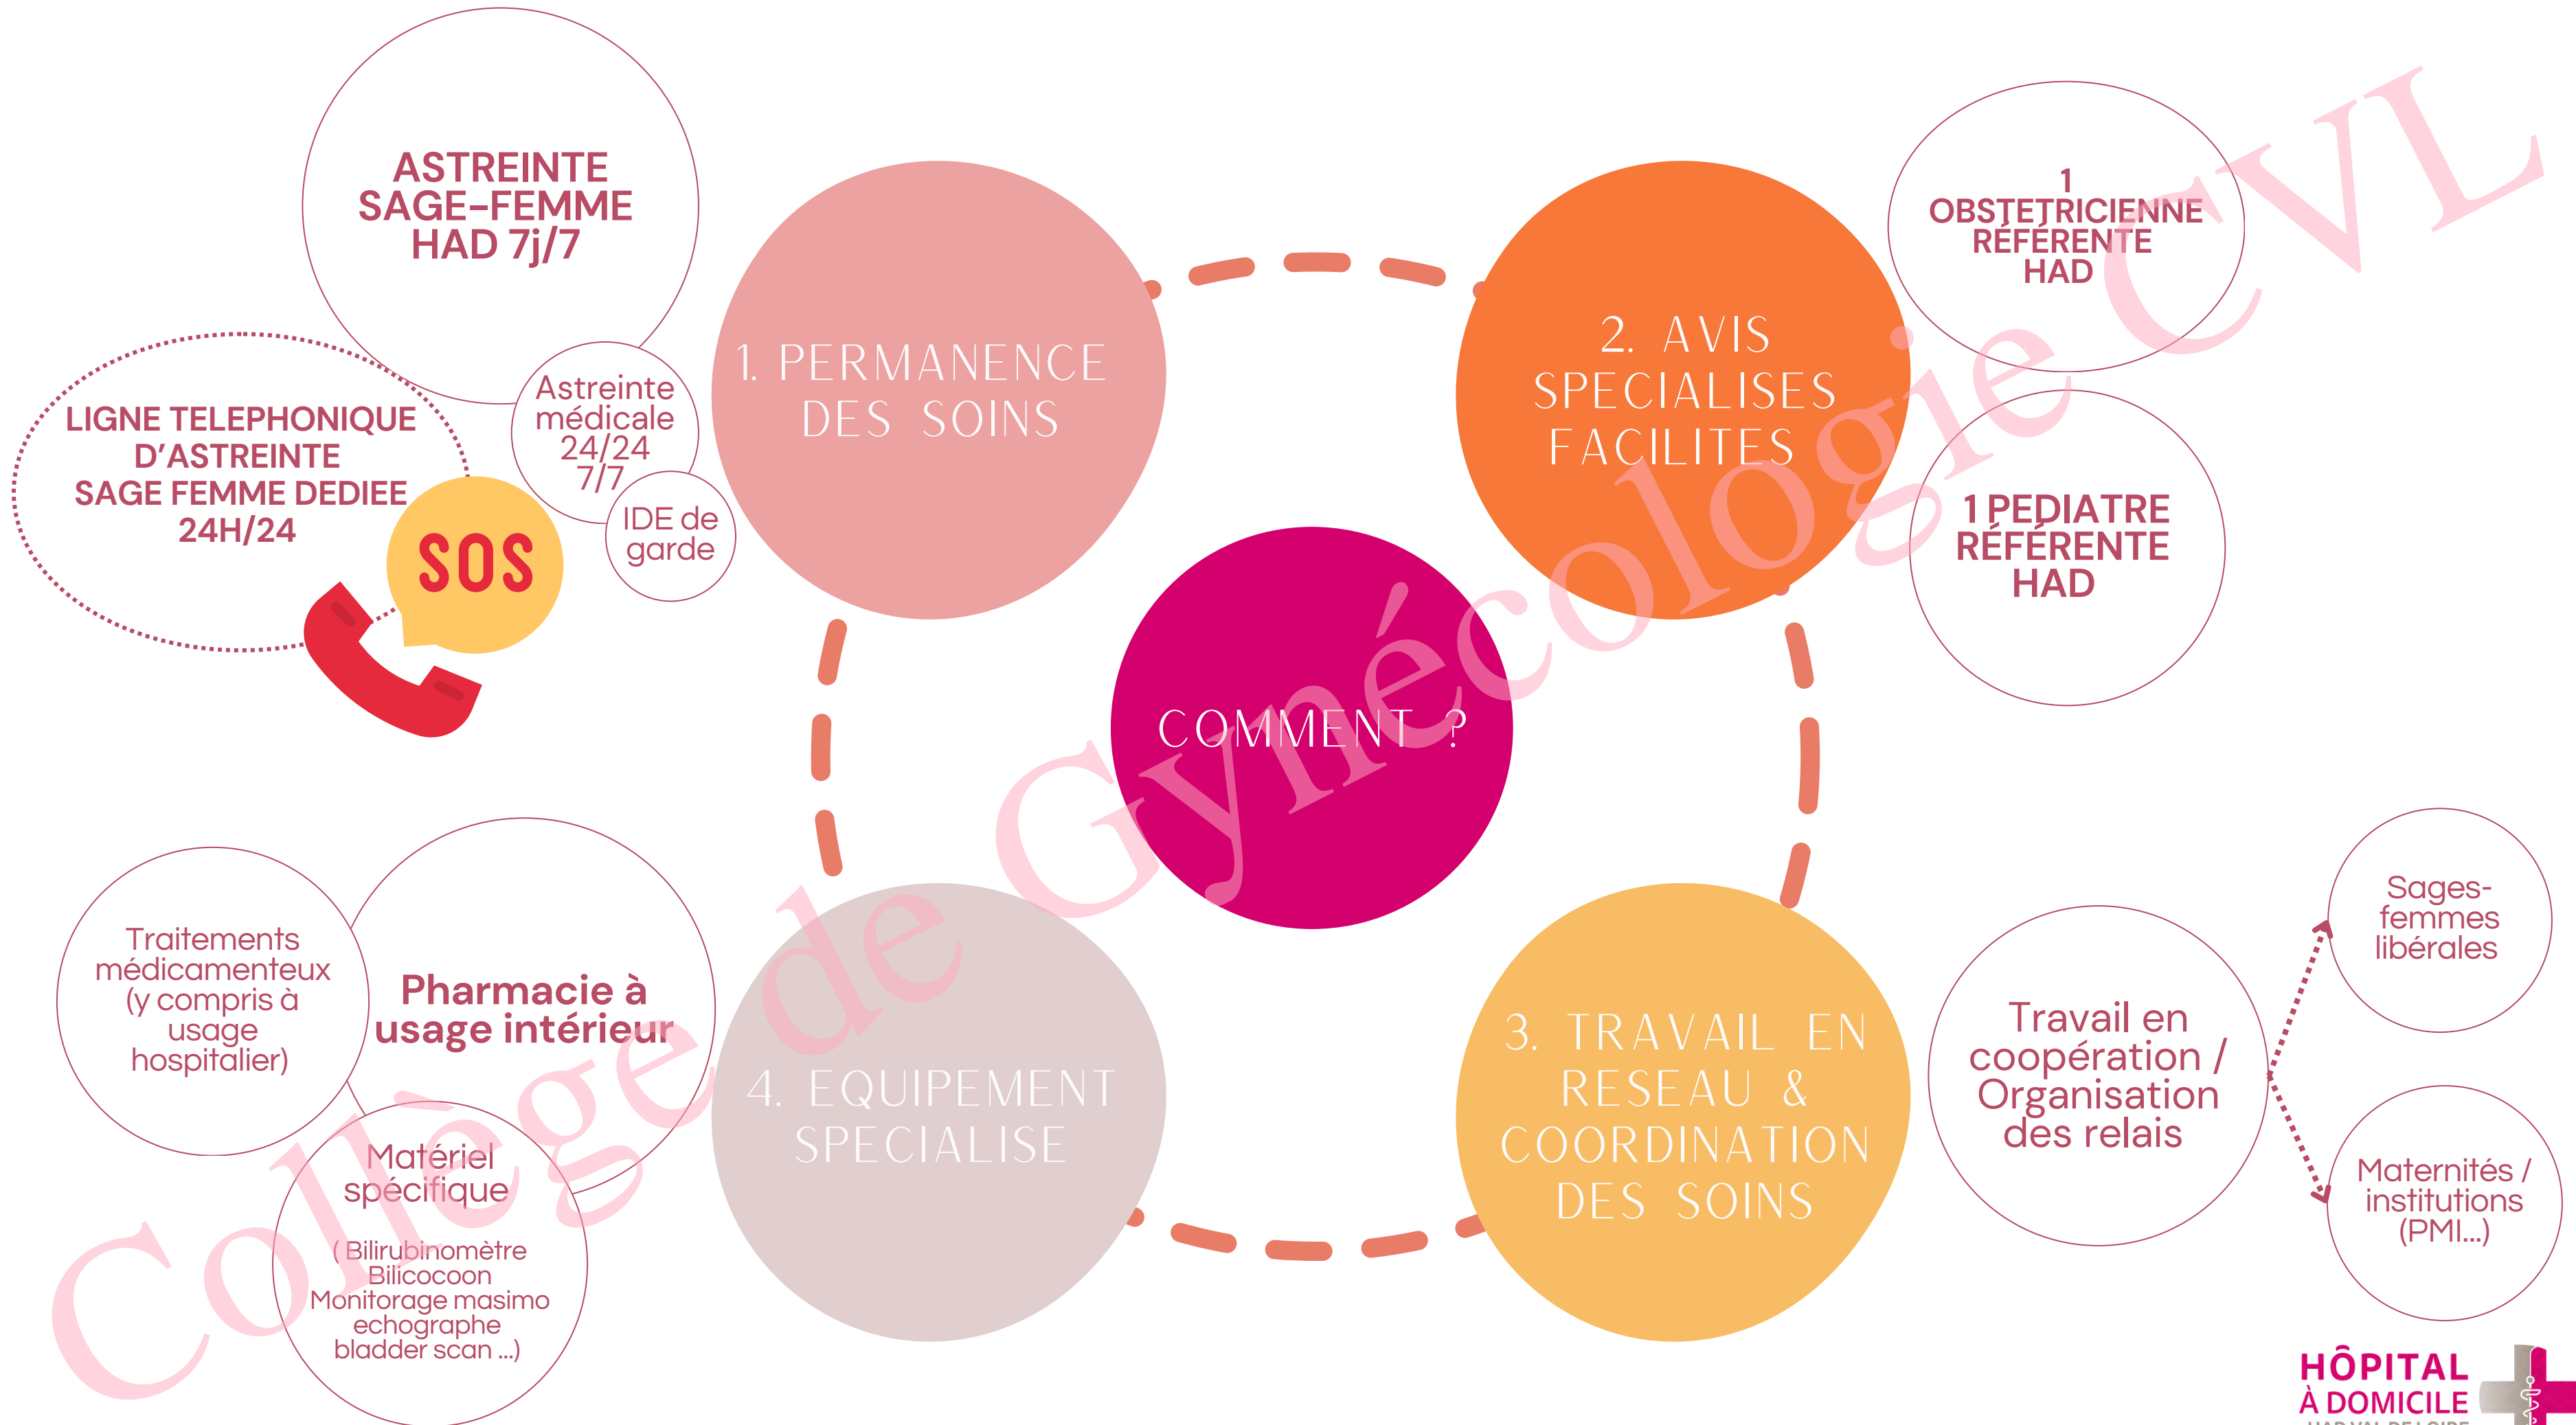 ASTREINTE
SAGE-FEMME
HAD 7j/7
LIGNE TELEPHONIQUE
D'ASTREINTE
SAGE FEMME DEDIEE
24H/24
SOS
Astreinte
médicale
24/24
7/7
IDE de
garde
1. PERMANENCE
DES SOINS
2. AVIS
SPECIALISES
FACILITES
1
OBSTETRICIENNE
RÉFÉRENTE
HAD
1 PEDIATRE
RÉFÉRENTE
HAD
COMMENT ?
Traitements
médicamenteux
(y compris à
usage
hospitalier)
Pharmacie à
usage intérieur
Matériel
spécifique
( Bilirubinomètre
Bilicocoon
Monitorage masimo
echographe
bladder scan ...)
4. EQUIPEMENT
SPECIALISE
3. TRAVAIL EN
RESEAU &
COORDINATION
DES SOINS
Travail en
coopération /
Organisation
des relais
Sages-
femmes
libérales
Maternités /
institutions
(PMI...)
Collège de Gynécologie CVL
HÔPITAL
À DOMICILE
HAD VAL DE LOIRE